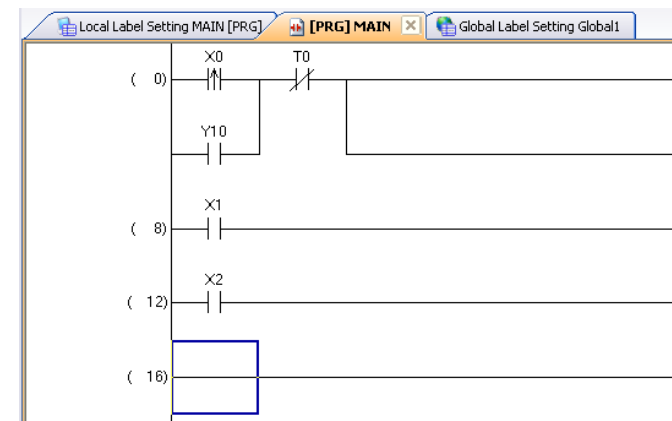 Local Label Setting MAIN [PRG] [PRG] MAIN Global Label Setting Global1
X0 T0
( 0)
Y10
X1
( 8)
X2
( 12)
( 16)